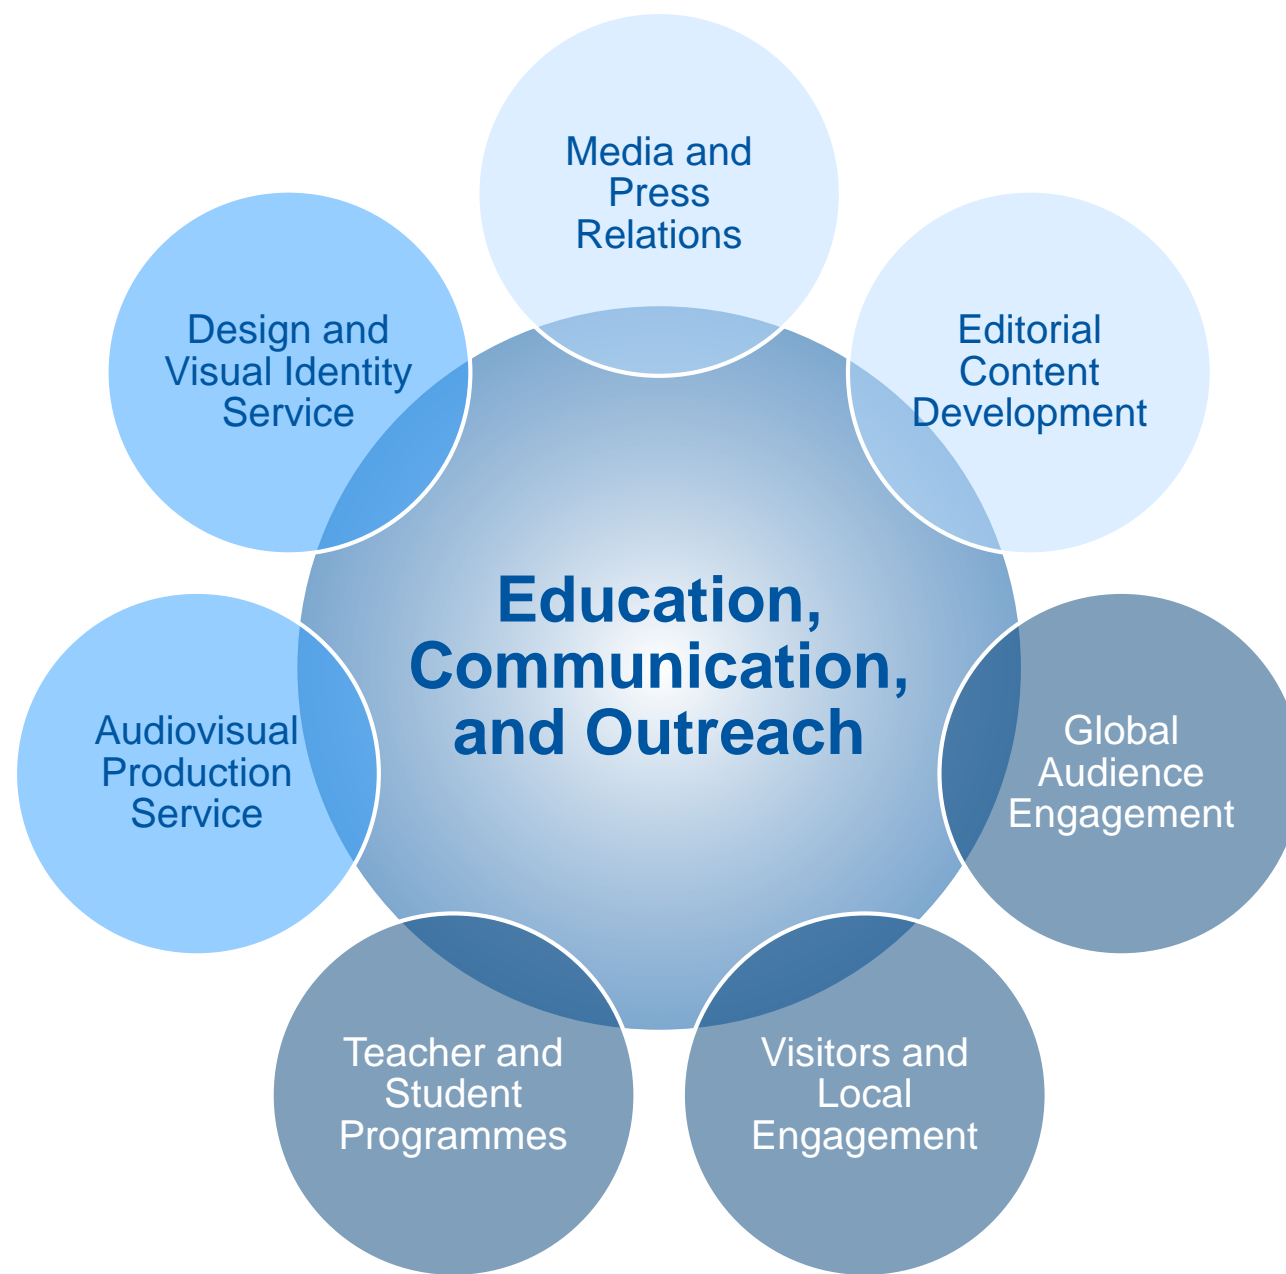 Media and
Press
Relations
Editorial
Content
Development
Global
Audience
Engagement
Visitors and
Local
Engagement
Teacher and
Student
Programmes
Audiovisual
Production
Service
Design and
Visual Identity
Service
Education,
Communication,
and Outreach